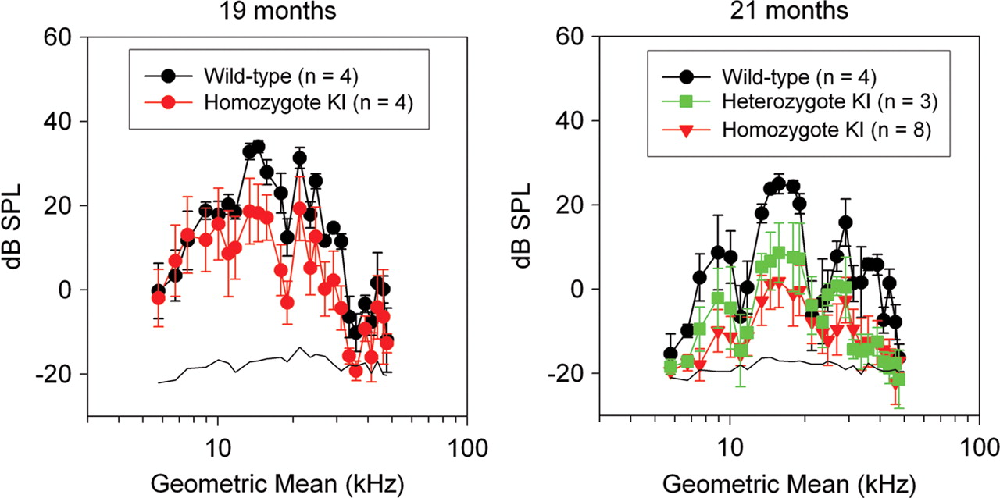 19 months
60
40
20
0
-20
dB SPL
Wild-type (n = 4)
Homozygote KI (n = 4)
10
100
Geometric Mean (kHz)
21 months
60
40
20
0
-20
dB SPL
Wild-type (n = 4)
Heterozygote KI (n = 3)
Homozygote KI (n = 8)
10
100
Geometric Mean (kHz)